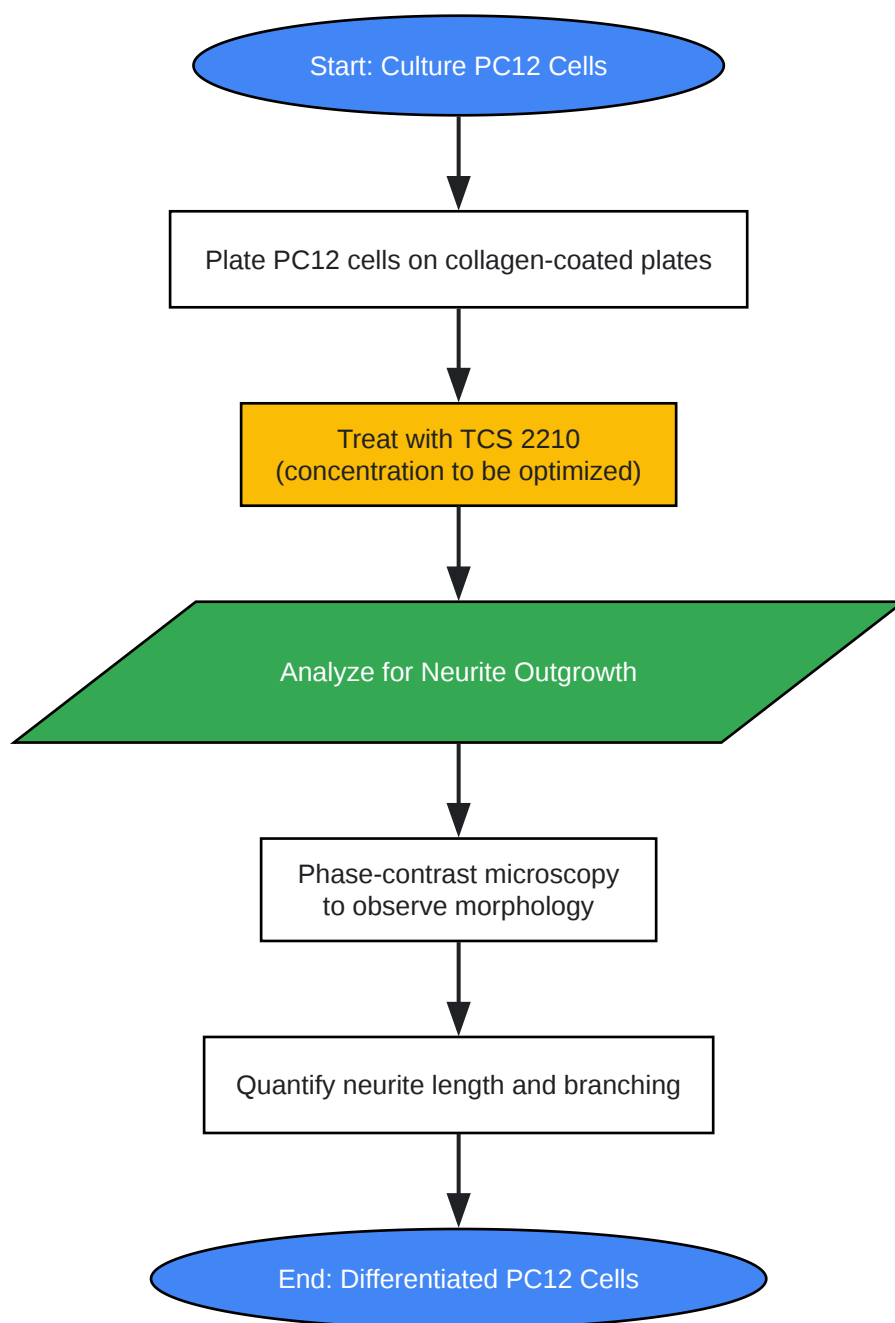 Start: Culture PC12 Cells
Plate PC12 cells on collagen-coated plates
Treat with TCS 2210
(concentration to be optimized)
Analyze for Neurite Outgrowth
Phase-contrast microscopy
to observe morphology
Quantify neurite length and branching
End: Differentiated PC12 Cells